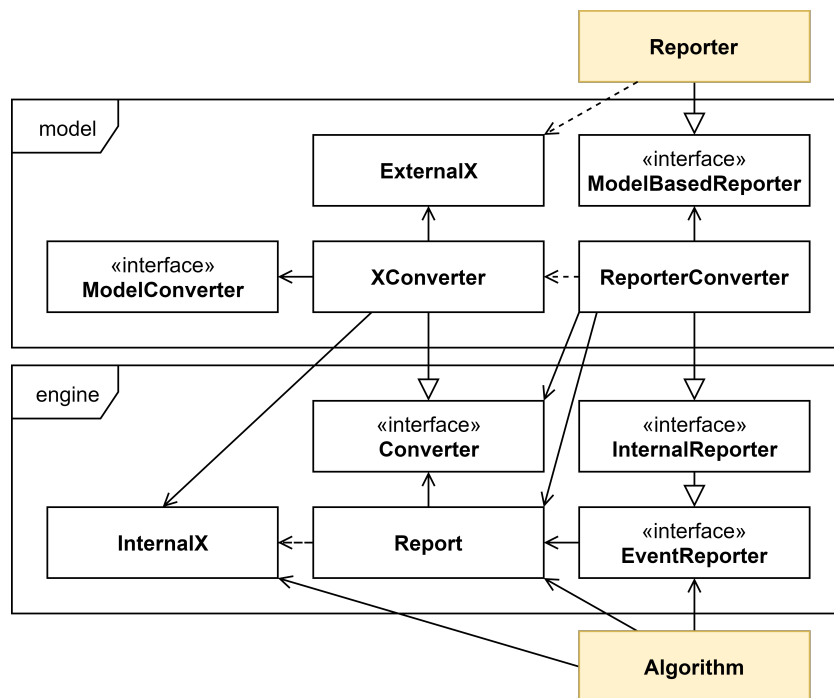 Reporter
model
ExternalX
«interface»
ModelBasedReporter
«interface»
ModelConverter
XConverter
ReporterConverter
engine
«interface»
Converter
«interface»
InternalReporter
InternalX
Report
«interface»
EventReporter
Algorithm